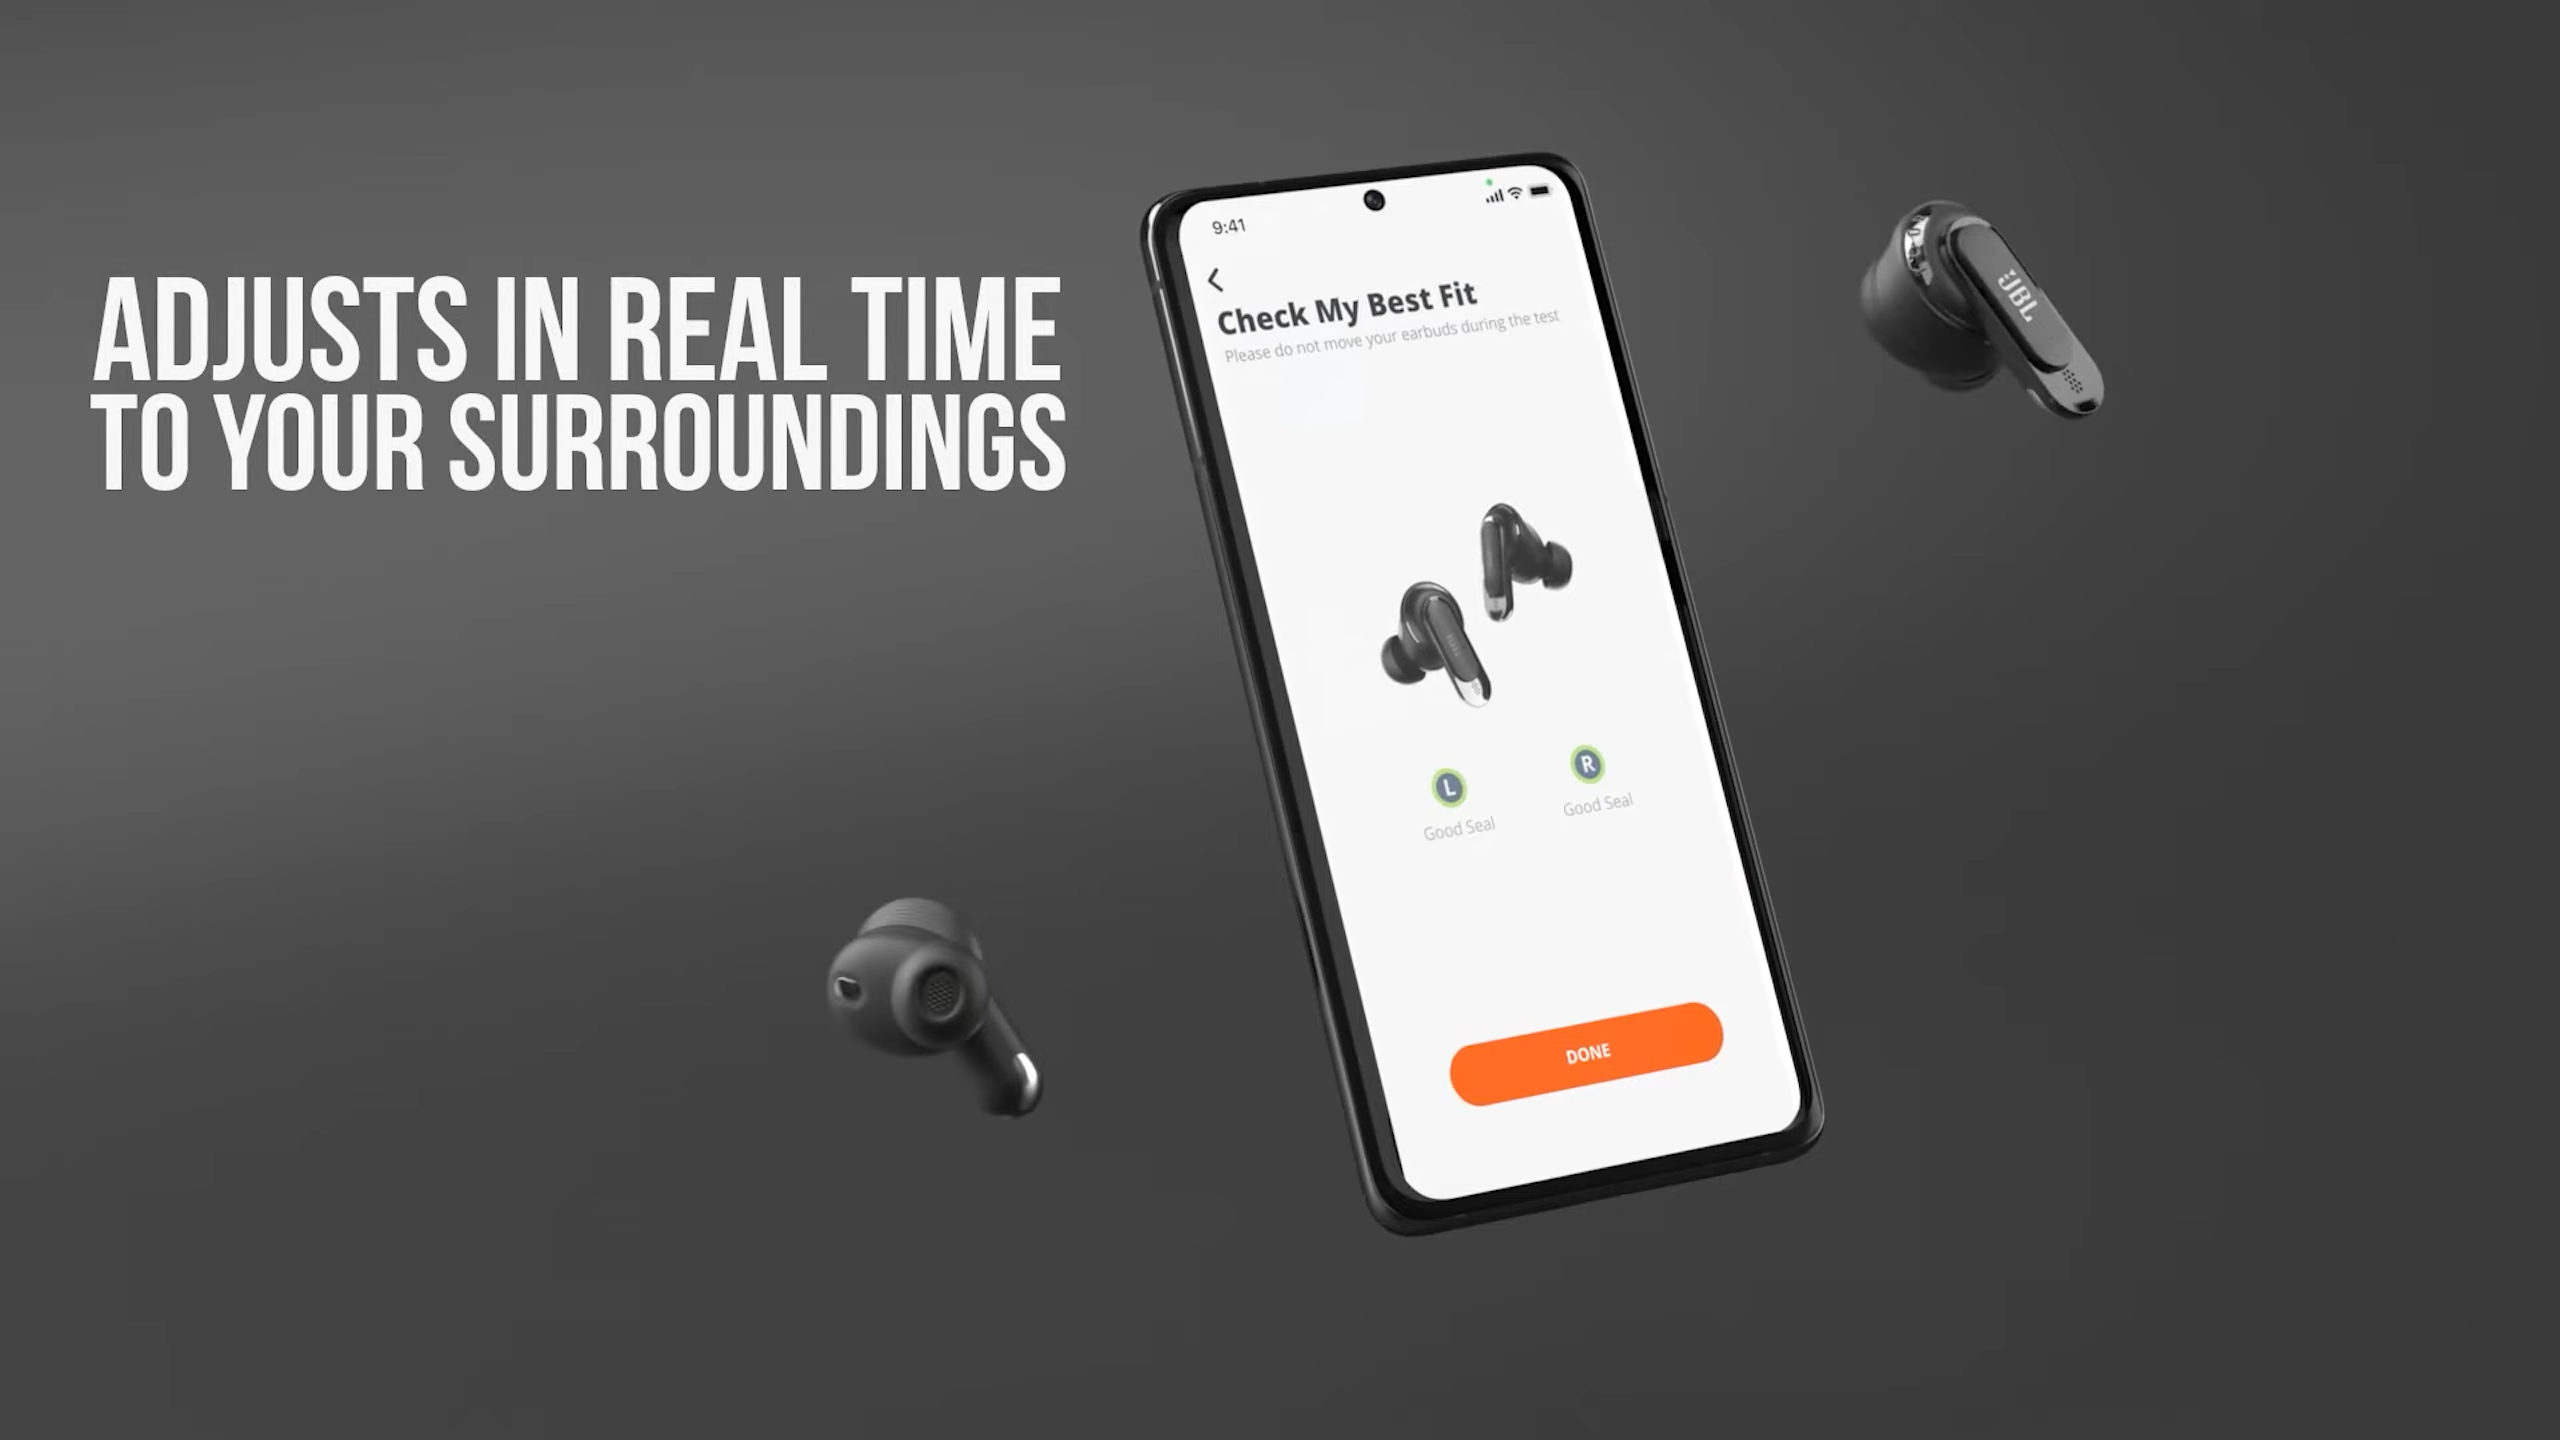 ADJUSTS IN REAL TIME
TO YOUR SURROUNDINGS
9:41
Check My Best Fit
Please do not move your earbuds during the test
JBL
L
R
Good Seal
Good Seal
DONE